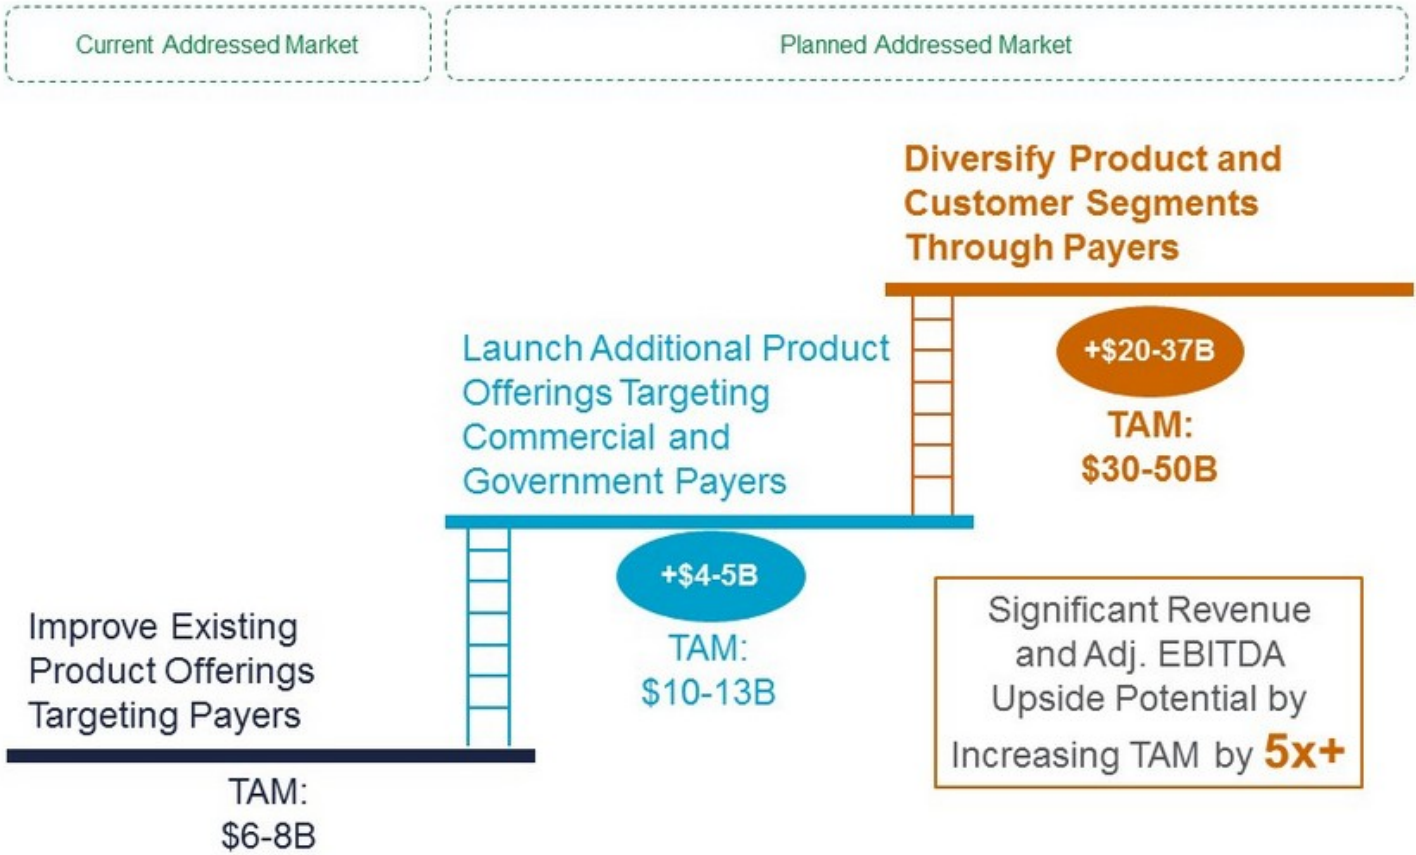 Current Addressed Market
Planned Addressed Market
Diversify Product and
Customer Segments
Through Payers
+$20-37B
TAM:
$30-50B
Launch Additional Product
Offerings Targeting
Commercial and
Government Payers
+$4-5B
TAM:
$10-13B
Improve Existing
Product Offerings
Targeting Payers
TAM:
$6-8B
Significant Revenue
and Adj. EBITDA
Upside Potential by
Increasing TAM by 5x+